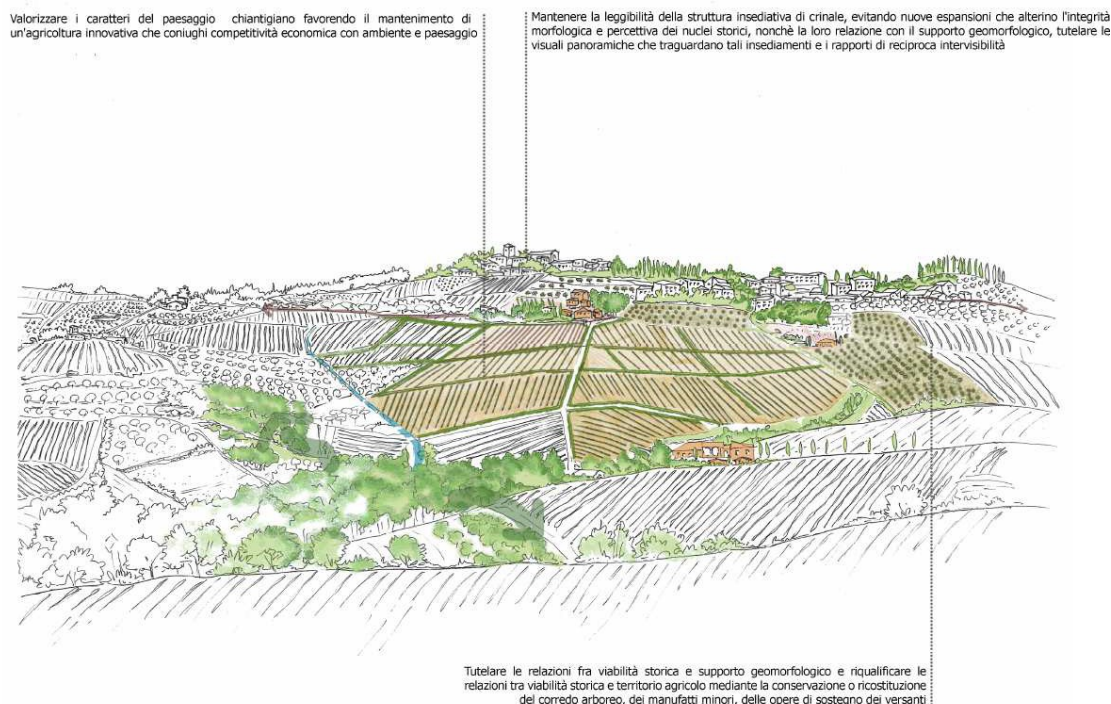 Valorizzare i caratteri del paesaggio chiantigiano favorendo il mantenimento di
un'agricoltura innovativa che coniughi competitività economica con ambiente e paesaggio
Mantenere la leggibilità della struttura insediativa di crinale, evitando nuove espansioni che alterino l'integrità
morfologica e percettiva dei nuclei storici, nonchè la loro relazione con il supporto geomorfologico, tutelare le
visuali panoramiche che traguardano tali insediamenti e i rapporti di reciproca intervisibilità
Tutelare le relazioni fra viabilità storica e supporto geomorfologico e riqualificare le
relazioni tra viabilità storica e territorio agricolo mediante la conservazione o ricostituzione
del corredo arboreo, dei manufatti minori, delle opere di sostegno dei versanti